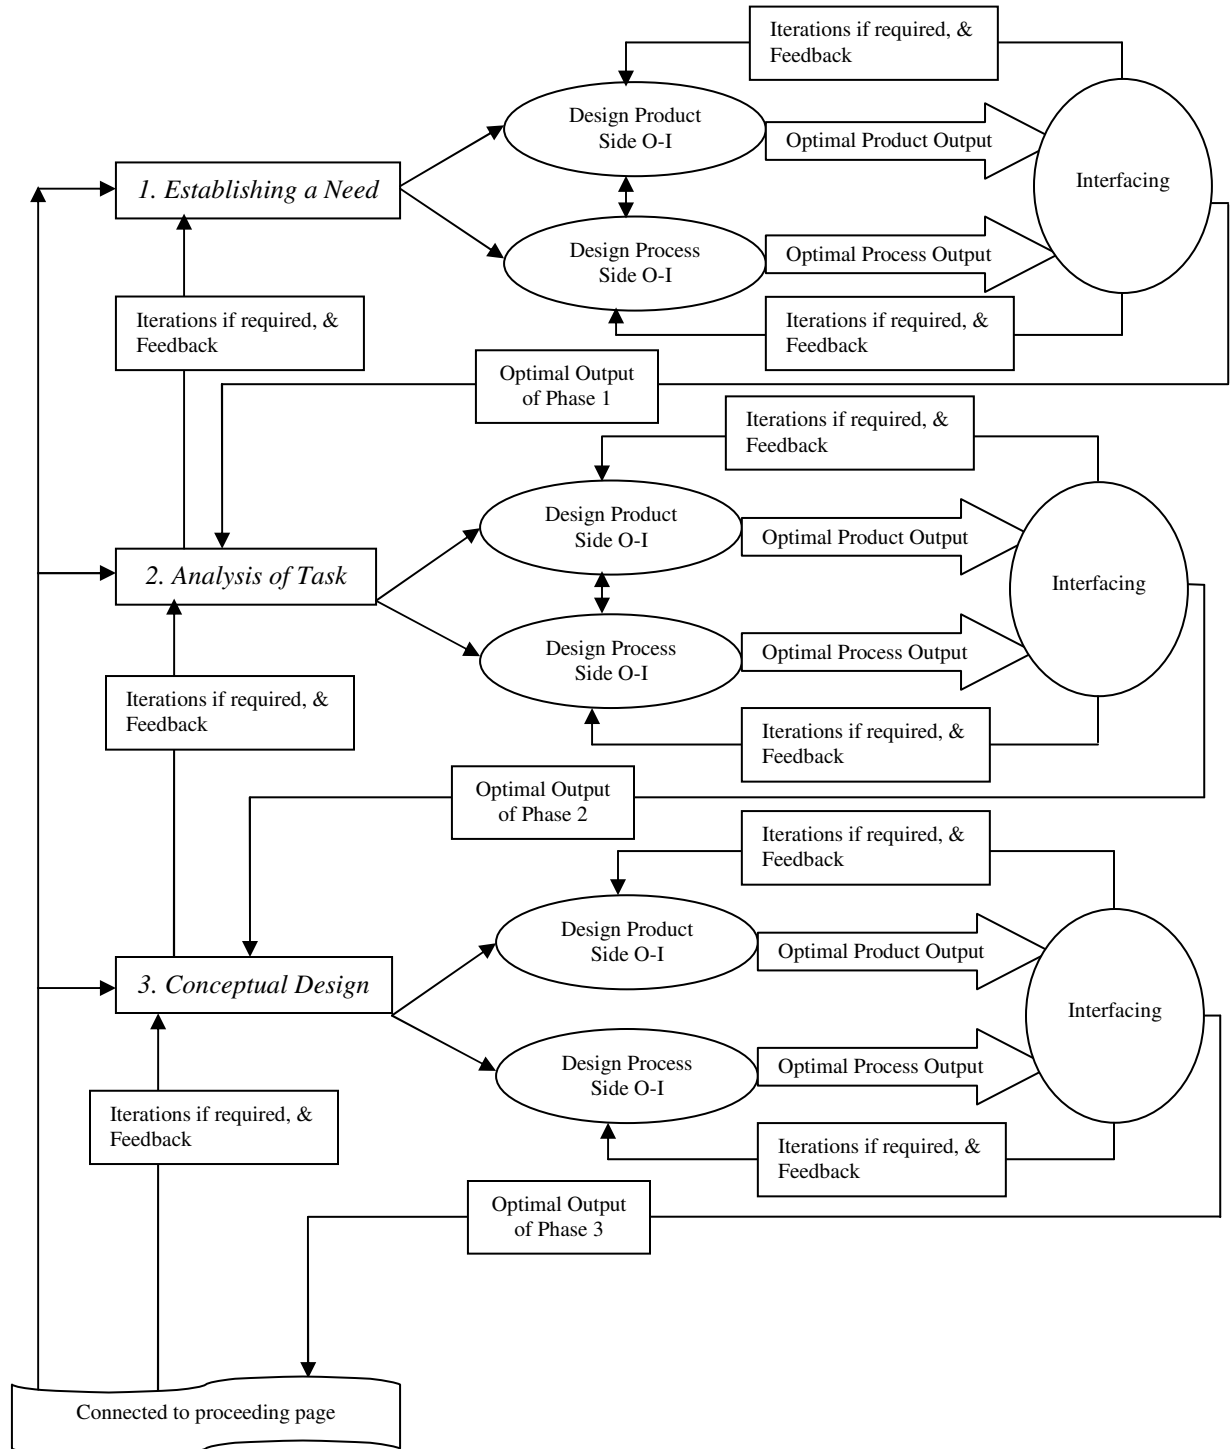 Iterations if required, &
Feedback
Design Product
Side O-I
Optimal Product Output
Interfacing
1. Establishing a Need
Design Process
Side O-I
Optimal Process Output
Iterations if required, &
Feedback
Iterations if required, &
Feedback
Optimal Output
of Phase 1
Iterations if required, &
Feedback
Design Product
Side O-I
Optimal Product Output
Interfacing
2. Analysis of Task
Design Process
Side O-I
Optimal Process Output
Iterations if required, &
Feedback
Iterations if required, &
Feedback
Optimal Output
of Phase 2
Iterations if required, &
Feedback
Design Product
Side O-I
Optimal Product Output
Interfacing
3. Conceptual Design
Design Process
Side O-I
Optimal Process Output
Iterations if required, &
Feedback
Iterations if required, &
Feedback
Optimal Output
of Phase 3
Connected to proceeding page